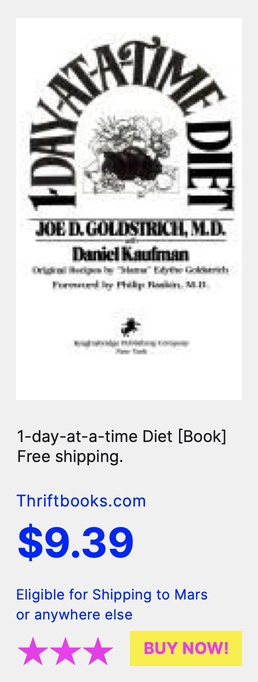 1-DAY-AT-A-TIME DIET
JOE D. GOLDSTRICH, M.D.
with
Daniel Kaufman
Original Recipes by "Mama" Edythe Goldstrich
Foreword by Philip Raskin, M.D.
Knightsbridge Publishing Company
New York
1-day-at-a-time Diet [Book]
Free shipping.
Thriftbooks.com
$9.39
Eligible for Shipping to Mars
or anywhere else
BUY NOW!